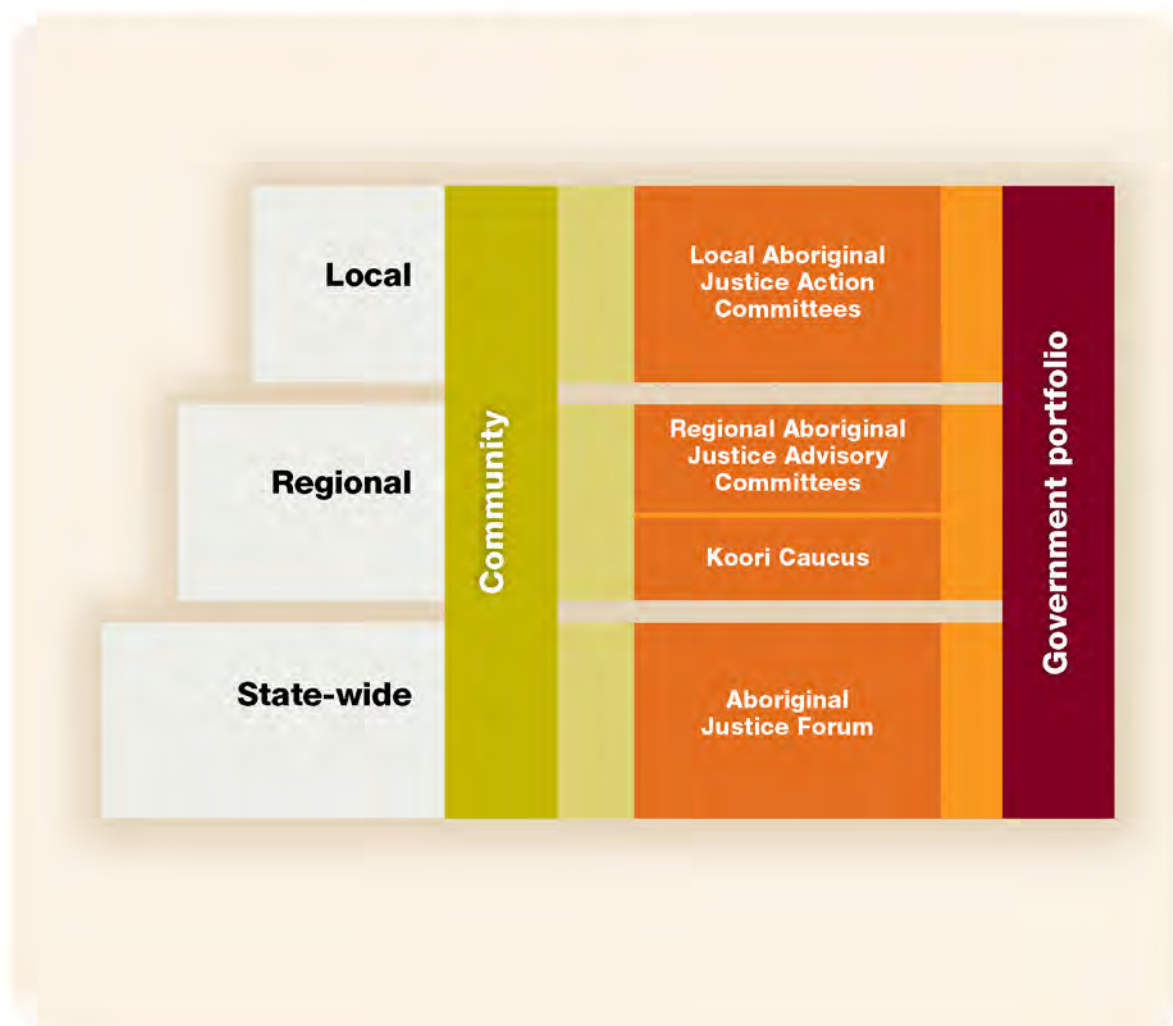 Local
Community
Local Aboriginal
Justice Action
Committees
Government portfolio
Regional
Regional Aboriginal
Justice Advisory
Committees
Koori Caucus
State-wide
Aboriginal
Justice Forum